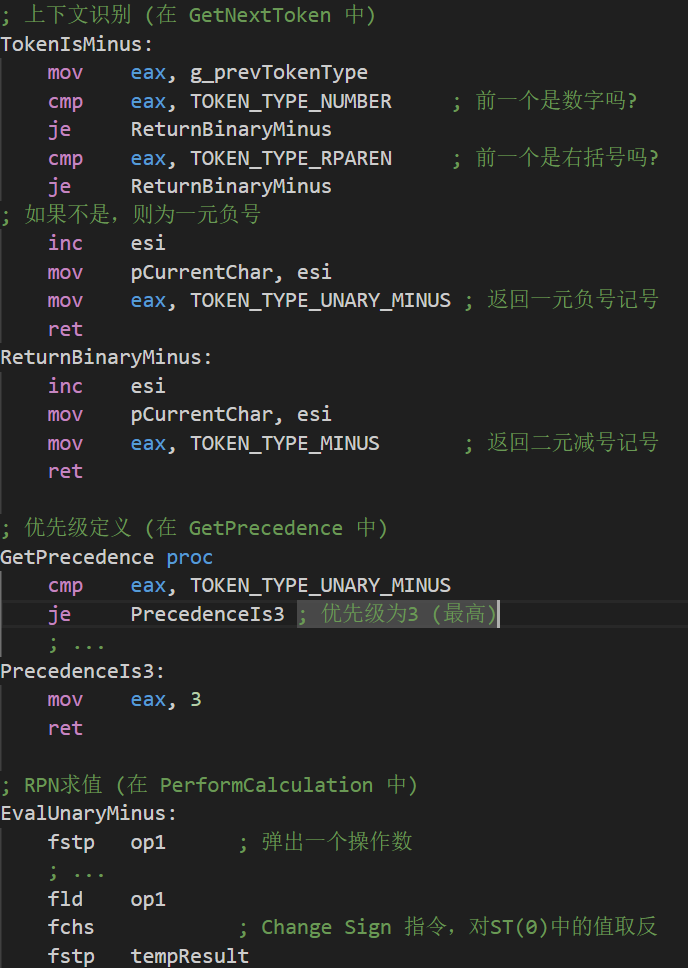 ; 上下文识别 (在 GetNextToken 中)
TokenIsMinus:
    mov    eax, g_prevTokenType
    cmp    eax, TOKEN_TYPE_NUMBER     ; 前一个是数字吗?
    je     ReturnBinaryMinus
    cmp    eax, TOKEN_TYPE_RPAREN     ; 前一个是右括号吗?
    je     ReturnBinaryMinus
; 如果不是，则为一元负号
    inc    esi
    mov    pCurrentChar, esi
    mov    eax, TOKEN_TYPE_UNARY_MINUS ; 返回一元负号记号
    ret
ReturnBinaryMinus:
    inc    esi
    mov    pCurrentChar, esi
    mov    eax, TOKEN_TYPE_MINUS       ; 返回二元减号记号
    ret
; 优先级定义 (在 GetPrecedence 中)
GetPrecedence proc
    cmp    eax, TOKEN_TYPE_UNARY_MINUS
    je     PrecedenceIs3 ; 优先级为3 (最高)
    ; ...
PrecedenceIs3:
    mov    eax, 3
    ret
; RPN求值 (在 PerformCalculation 中)
EvalUnaryMinus:
    fstp   op1      ; 弹出一个操作数
    ; ...
    fld    op1
    fchs            ; Change Sign 指令，对ST(0)中的值取反
    fstp   tempResult